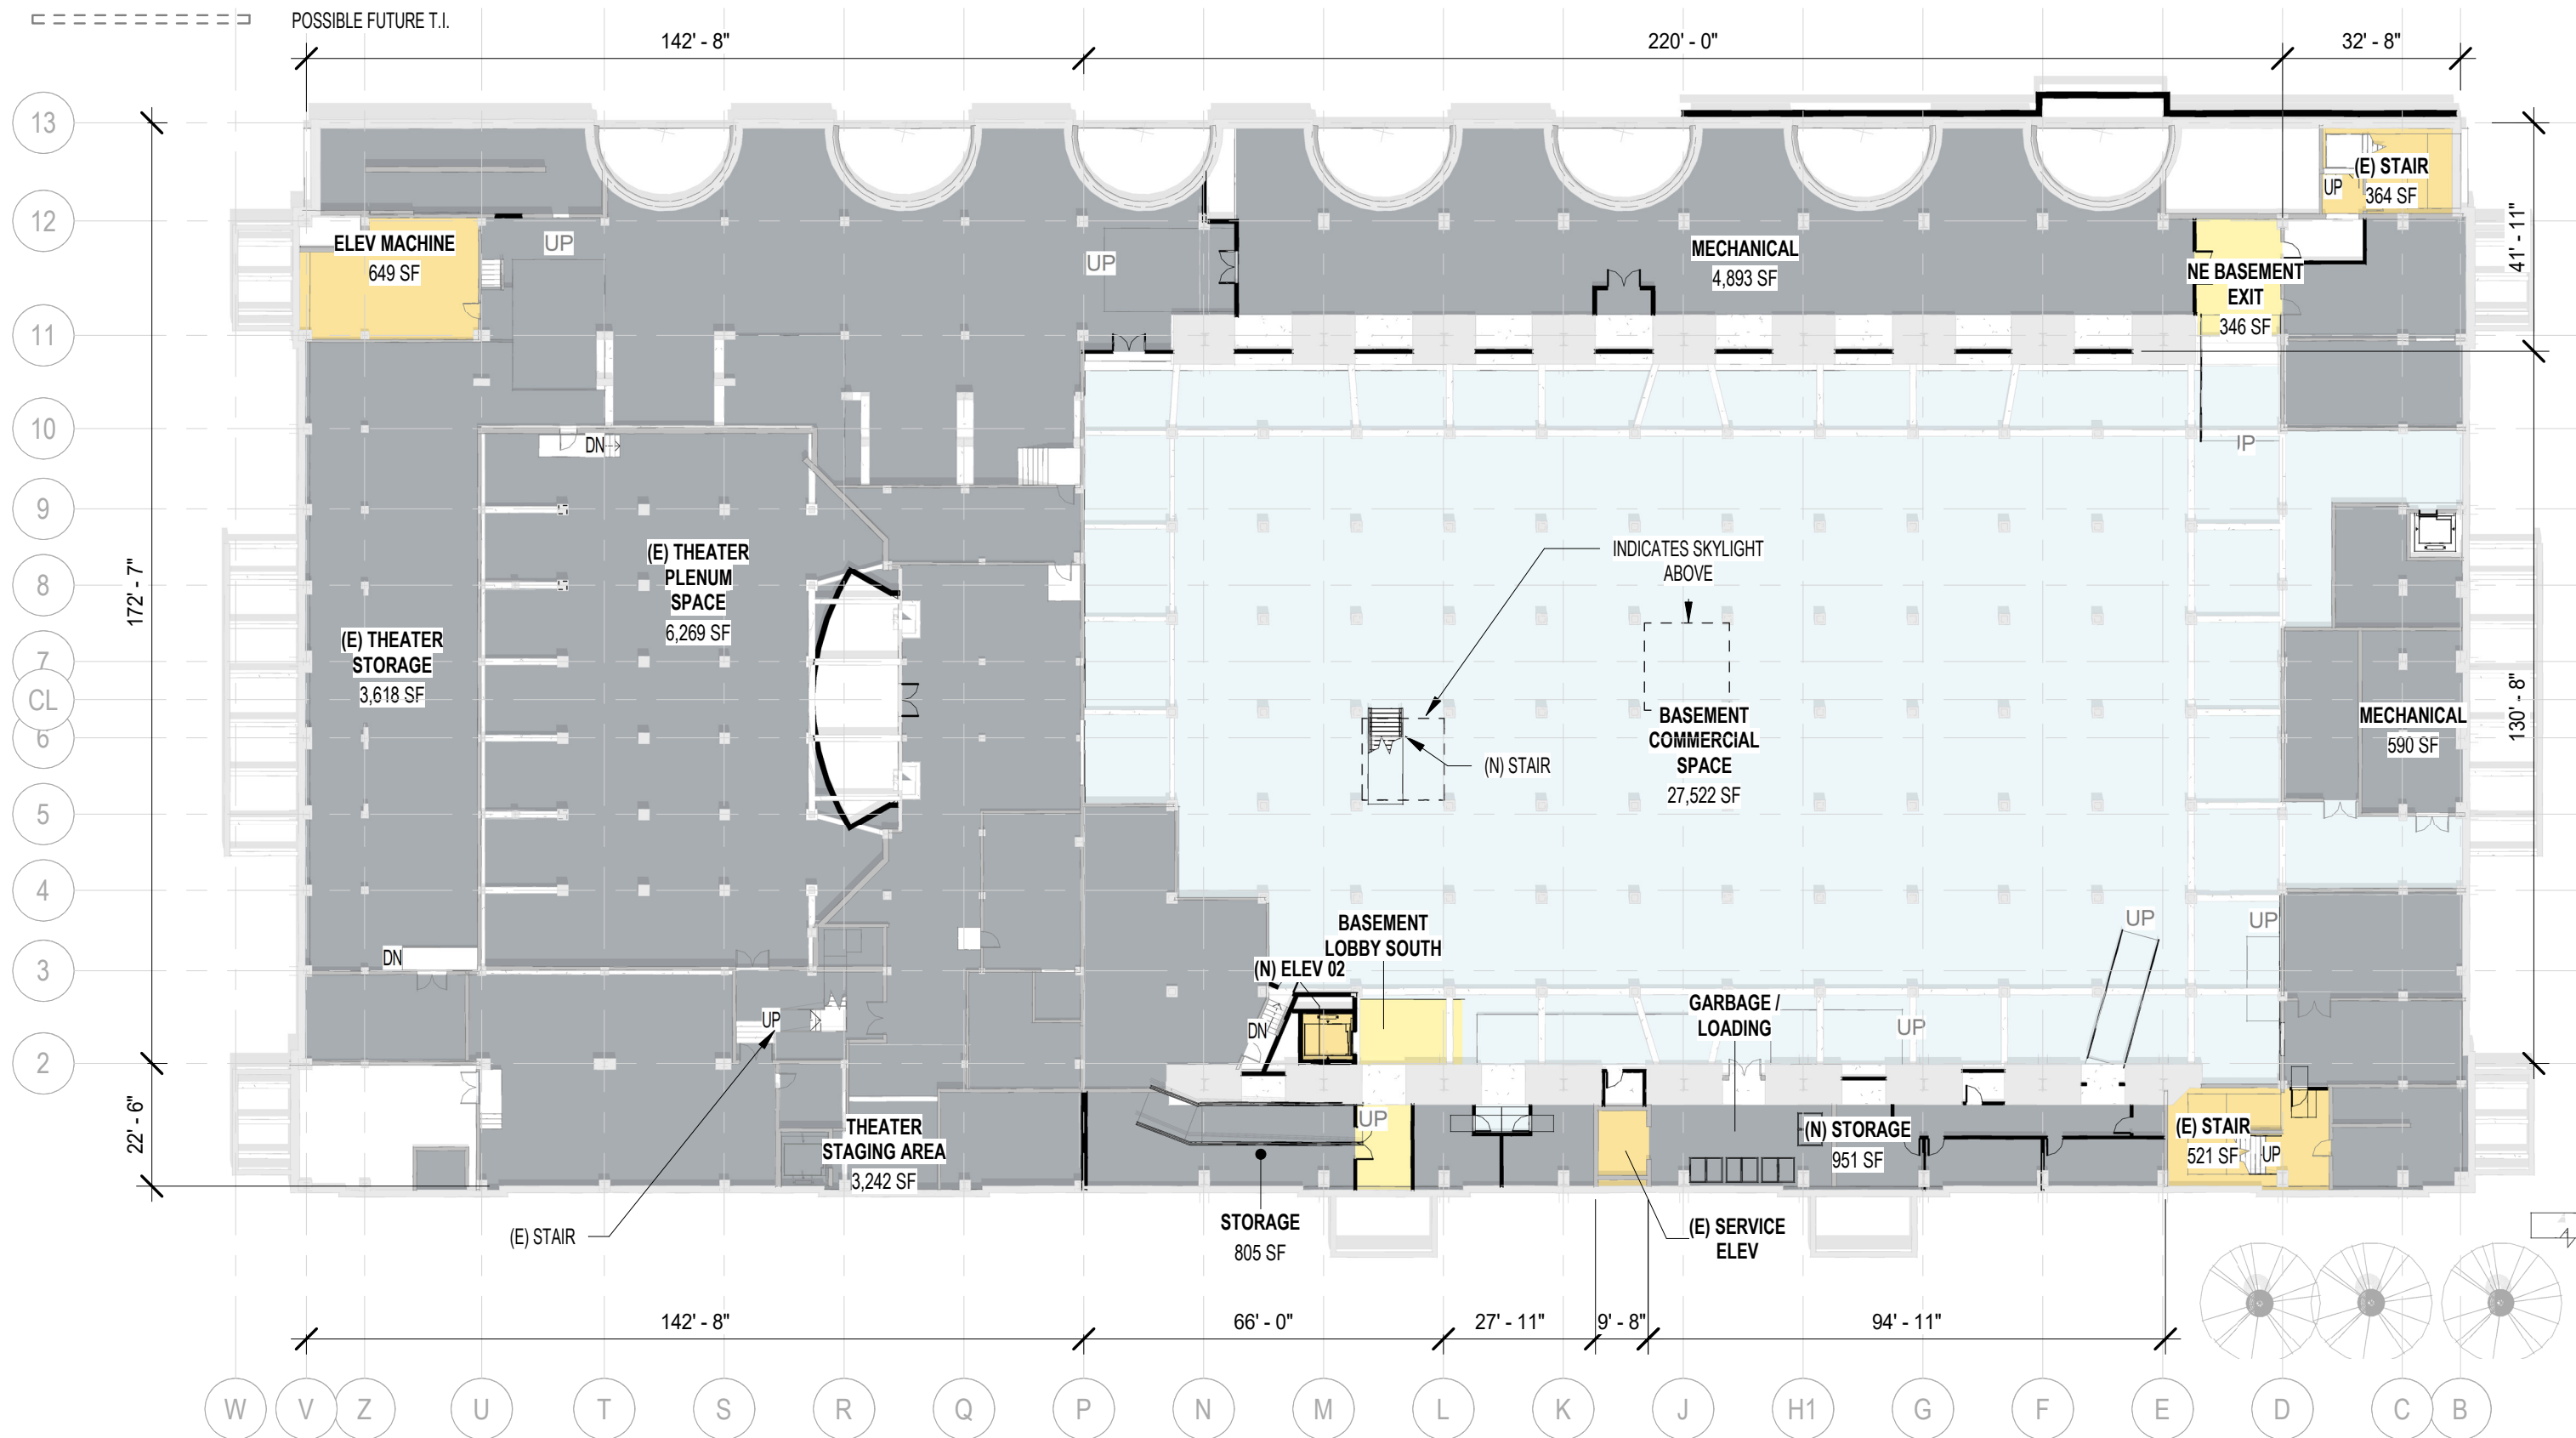 POSSIBLE FUTURE T.I.
142' - 8"
220' - 0"
32' - 8"
13
12
11
10
9
8
7
CL
6
5
4
3
2
172' - 7"
22' - 6"
41' - 11"
130' - 8"
ELEV MACHINE
649 SF
UP
UP
MECHANICAL
4,893 SF
(E) STAIR
UP
364 SF
NE BASEMENT
EXIT
346 SF
UP
DN
(E) THEATER
PLENUM
SPACE
6,269 SF
(E) THEATER
STORAGE
3,618 SF
INDICATES SKYLIGHT
ABOVE
(N) STAIR
BASEMENT
COMMERCIAL
SPACE
27,522 SF
MECHANICAL
590 SF
BASEMENT
LOBBY SOUTH
(N) ELEV 02
UP
UP
DN
UP
DN
GARBAGE /
LOADING
UP
THEATER
STAGING AREA
3,242 SF
UP
(N) STORAGE
951 SF
(E) STAIR
521 SF
UP
(E) STAIR
STORAGE
805 SF
(E) SERVICE
ELEV
142' - 8"
66' - 0"
27' - 11"
9' - 8"
94' - 11"
W
V
Z
U
T
S
R
Q
P
N
M
L
K
J
H1
G
F
E
D
C
B